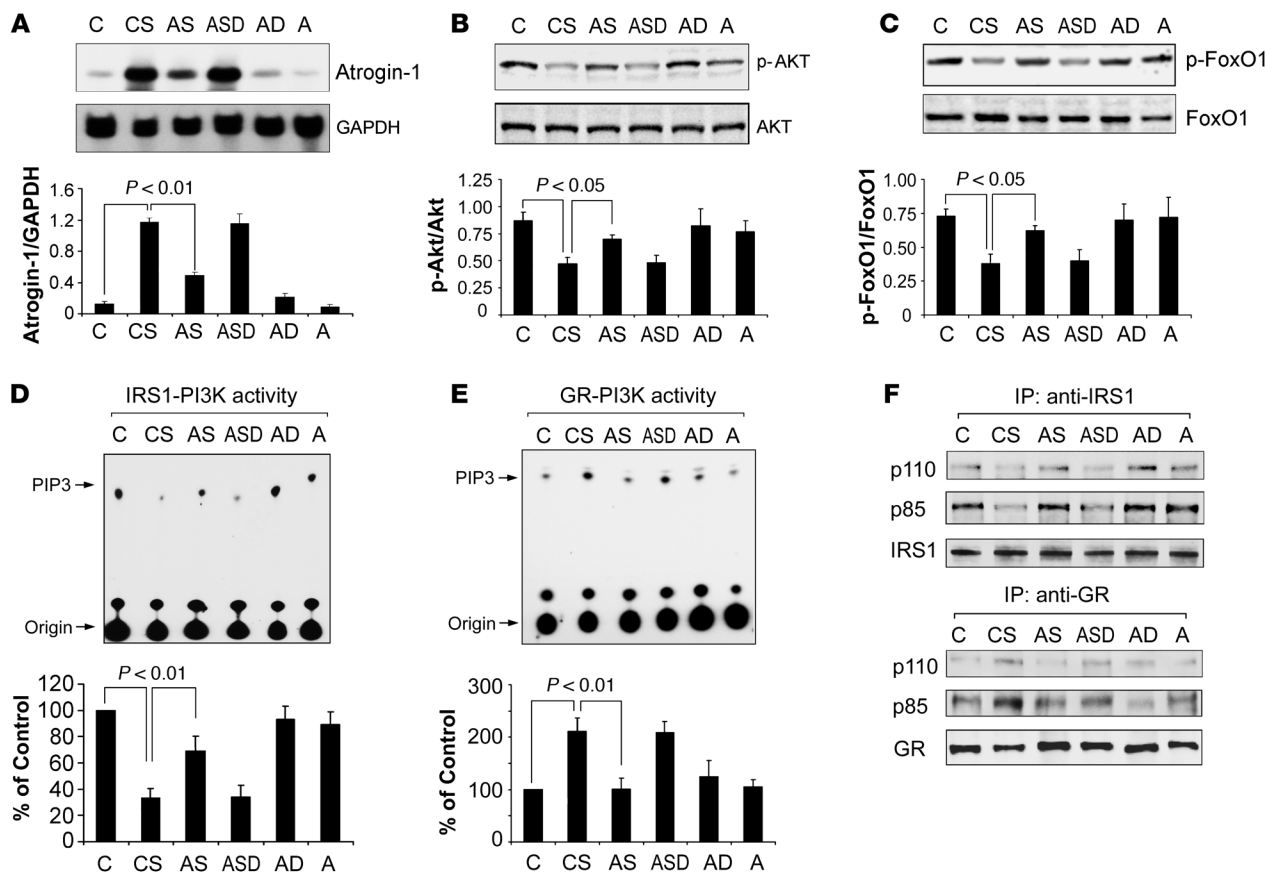 A
C CS AS ASD AD A
Atrogin-1
GAPDH
Atrogin-1/GAPDH
1.6
1.2
0.8
0.4
0
P < 0.01
C CS AS ASD AD A
B
C CS AS ASD AD A
p-AKT
AKT
p-Akt/Akt
1.25
1.00
0.75
0.50
0.25
0
P < 0.05
C CS AS ASD AD A
C
C CS AS ASD AD A
p-FoxO1
FoxO1
p-FoxO1/FoxO1
1.00
0.75
0.50
0.25
0
P < 0.05
C CS AS ASD AD A
D
IRS1-PI3K activity
C CS AS ASD AD A
PIP3
Origin
% of Control
120
100
80
60
40
20
0
P < 0.01
C CS AS ASD AD A
E
GR-PI3K activity
C CS AS ASD AD A
PIP3
Origin
% of Control
300
200
100
0
P < 0.01
C CS AS ASD AD A
F
IP: anti-IRS1
C CS AS ASD AD A
p110
p85
IRS1
IP: anti-GR
C CS AS ASD AD A
p110
p85
GR